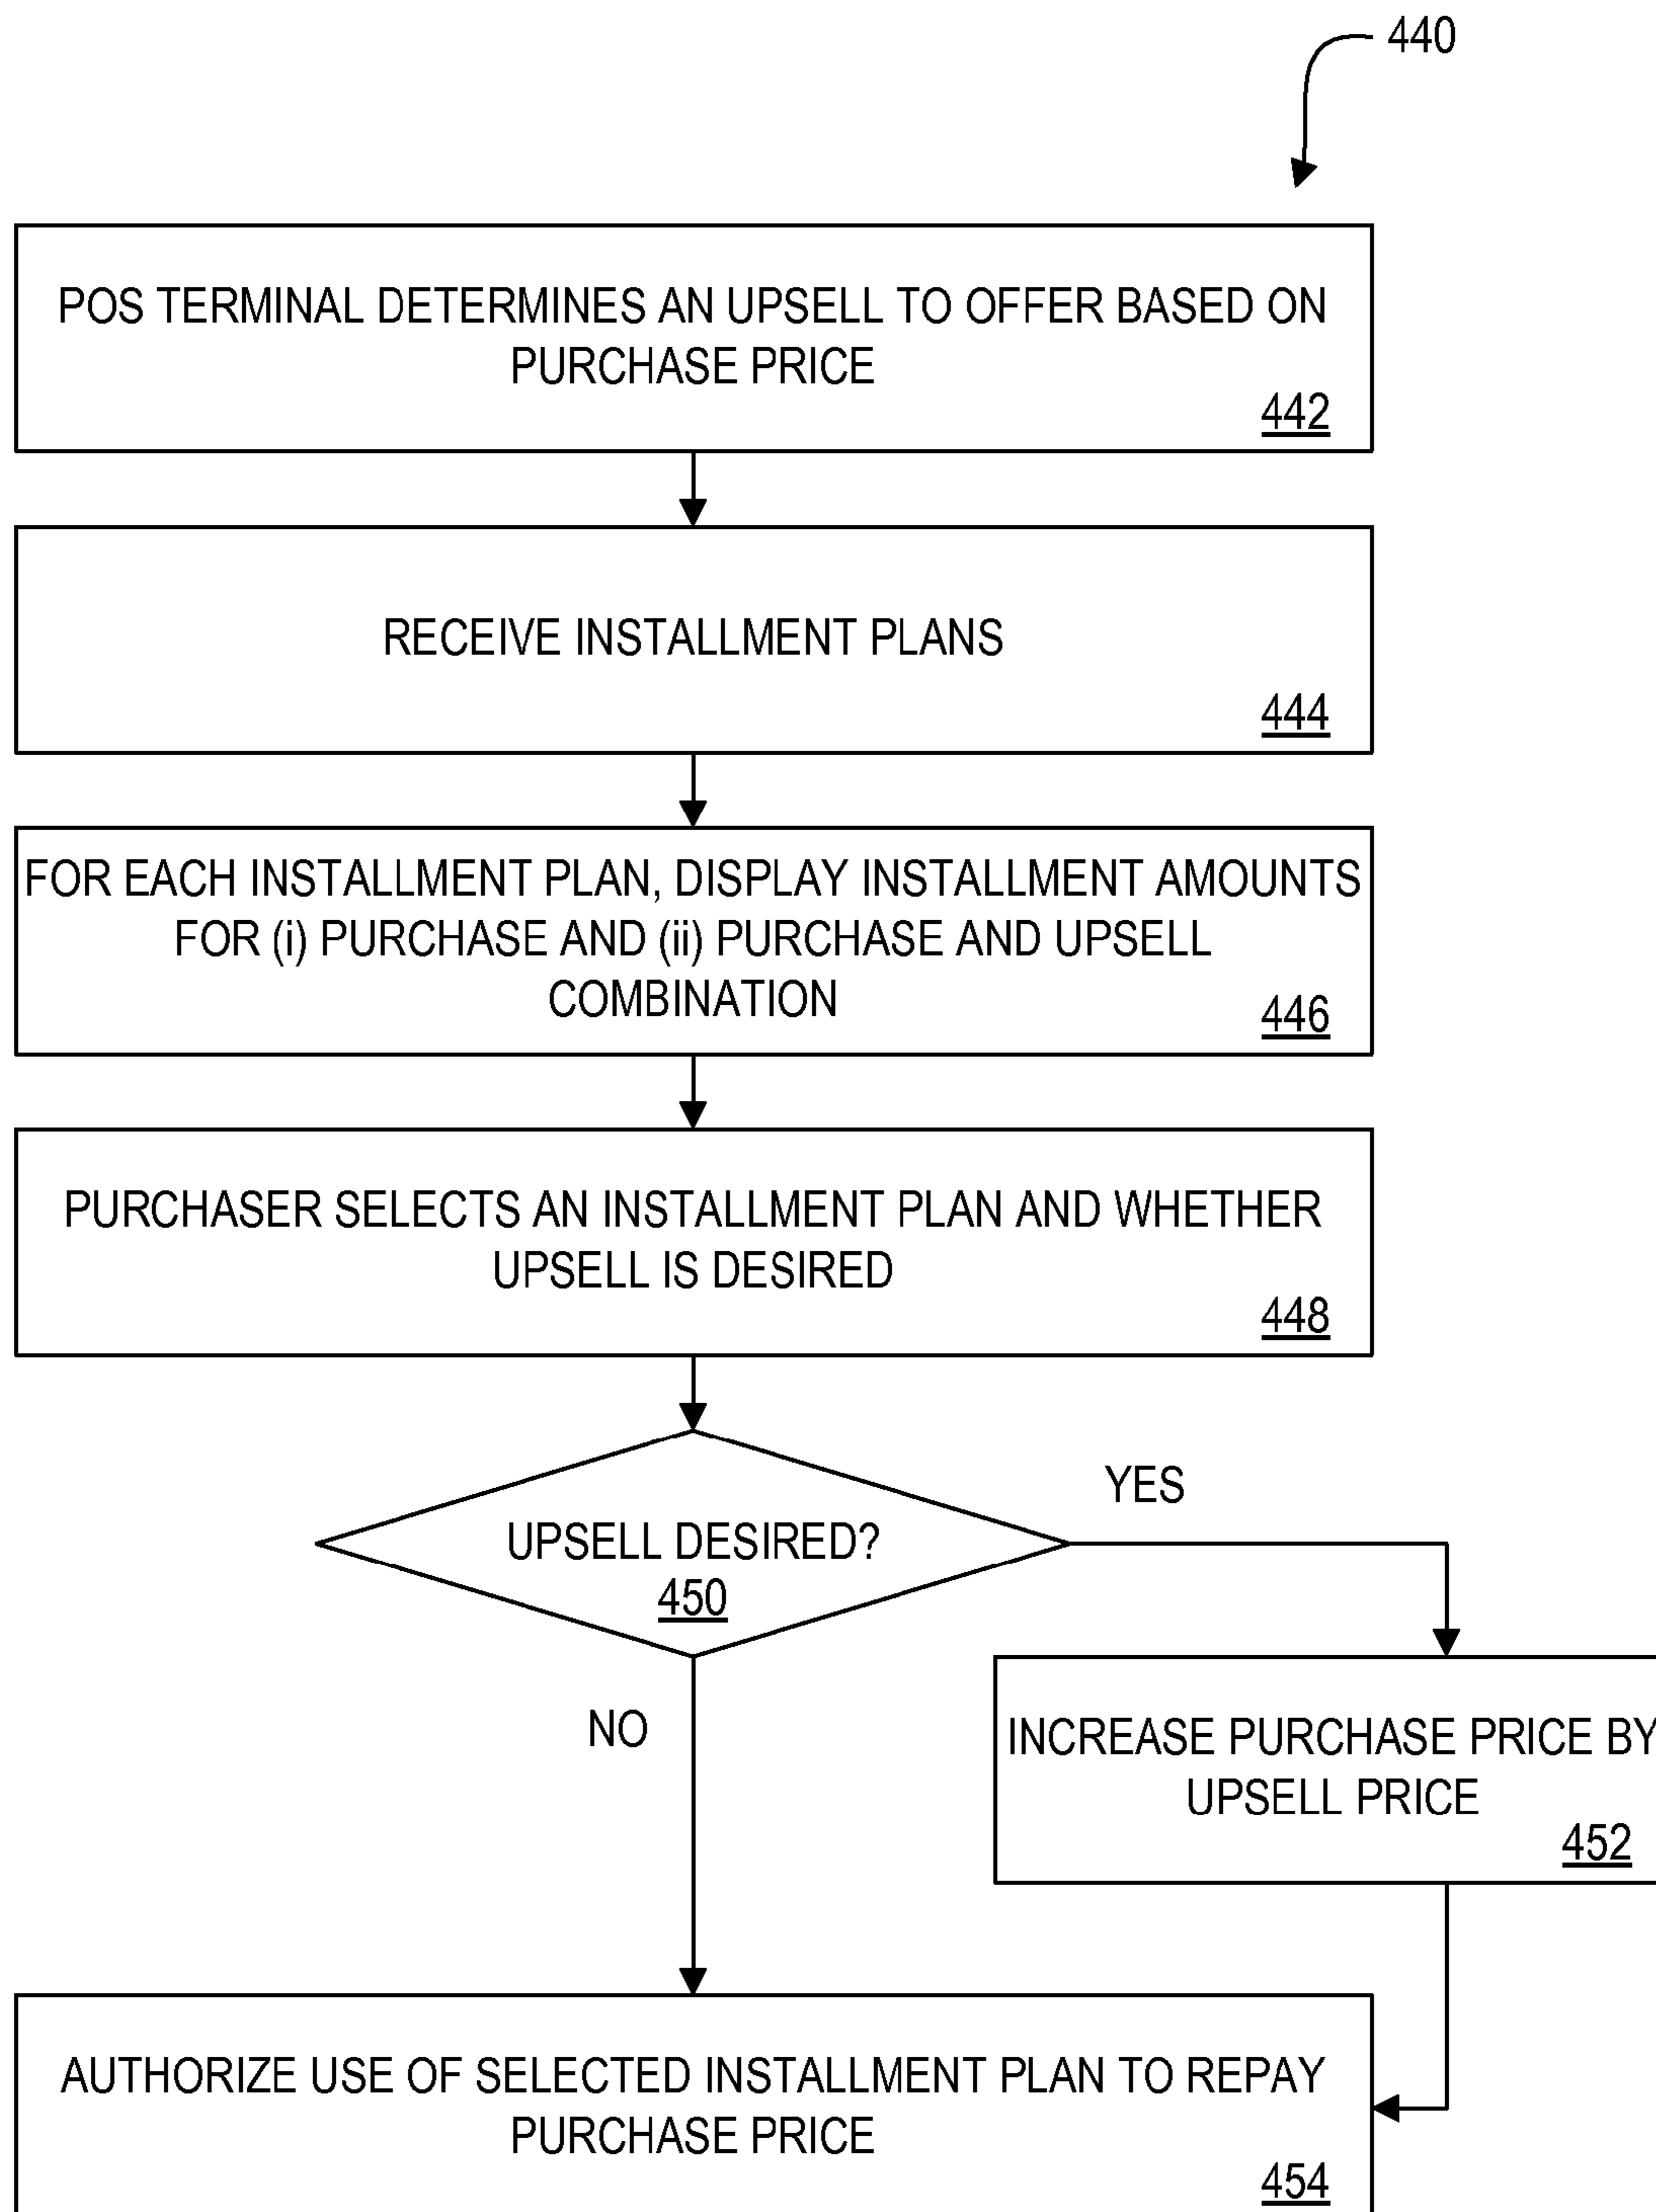 440
POS TERMINAL DETERMINES AN UPSELL TO OFFER BASED ON
PURCHASE PRICE
442
RECEIVE INSTALLMENT PLANS
444
FOR EACH INSTALLMENT PLAN, DISPLAY INSTALLMENT AMOUNTS
FOR (i) PURCHASE AND (ii) PURCHASE AND UPSELL
COMBINATION
446
PURCHASER SELECTS AN INSTALLMENT PLAN AND WHETHER
UPSELL IS DESIRED
448
UPSELL DESIRED?
450
YES
NO
INCREASE PURCHASE PRICE BY
UPSELL PRICE
452
AUTHORIZE USE OF SELECTED INSTALLMENT PLAN TO REPAY
PURCHASE PRICE
454